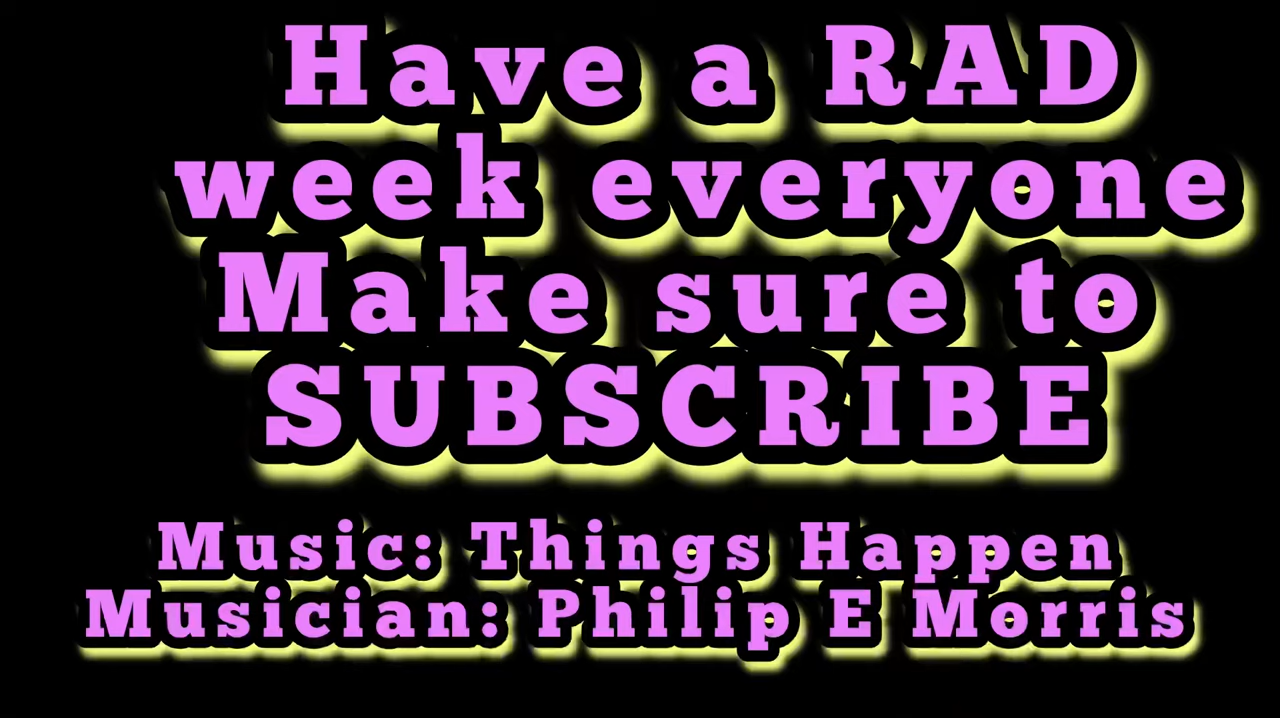 Have a RAD
week everyone
Make sure to
SUBSCRIBE
Music: Things Happen
Musician: Philip E Morris